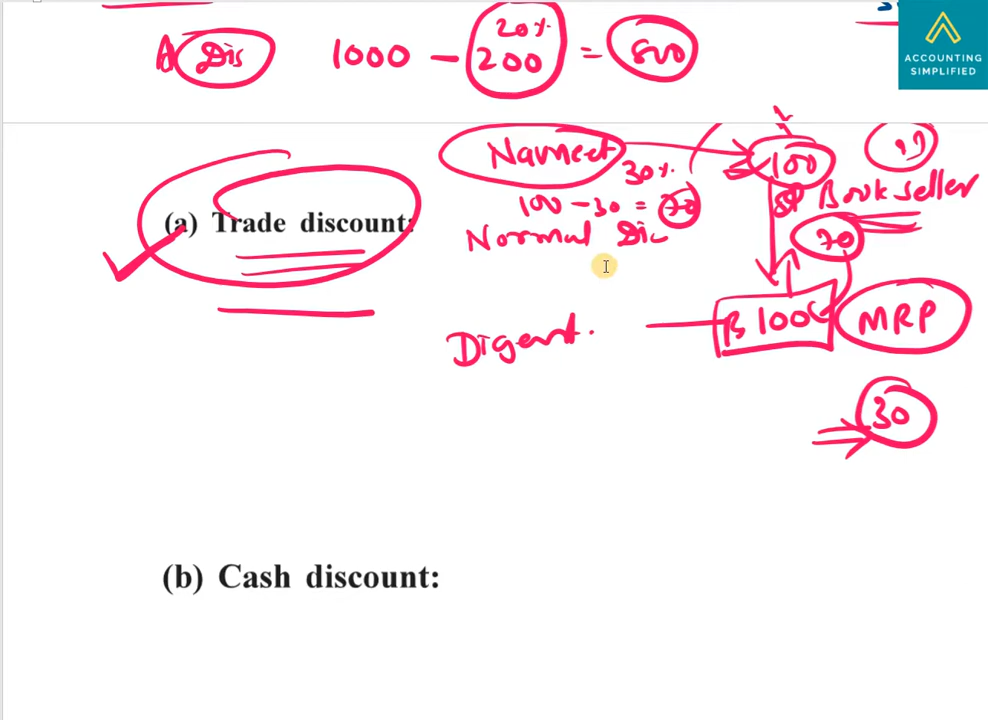 20%
Dis 1000 - 200 = 800
ACCOUNTING
SIMPLIFIED
Navneet 100
30%
100 - 30 = 70 SP Book seller
(a) Trade discount:
Normal Dis 70
B 100 MRP
Digest.
30
(b) Cash discount: